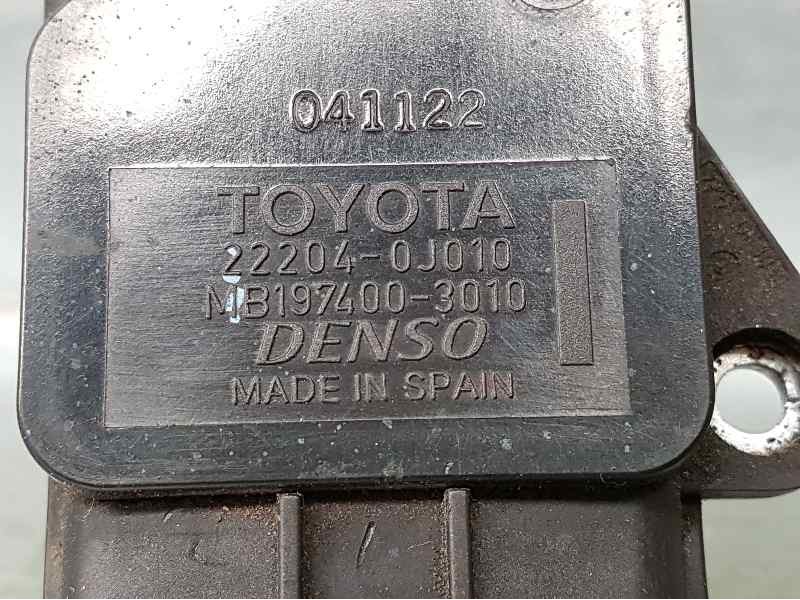 041122
TOYOTA
22204-0J010
MB197400-3010
DENSO
MADE IN SPAIN